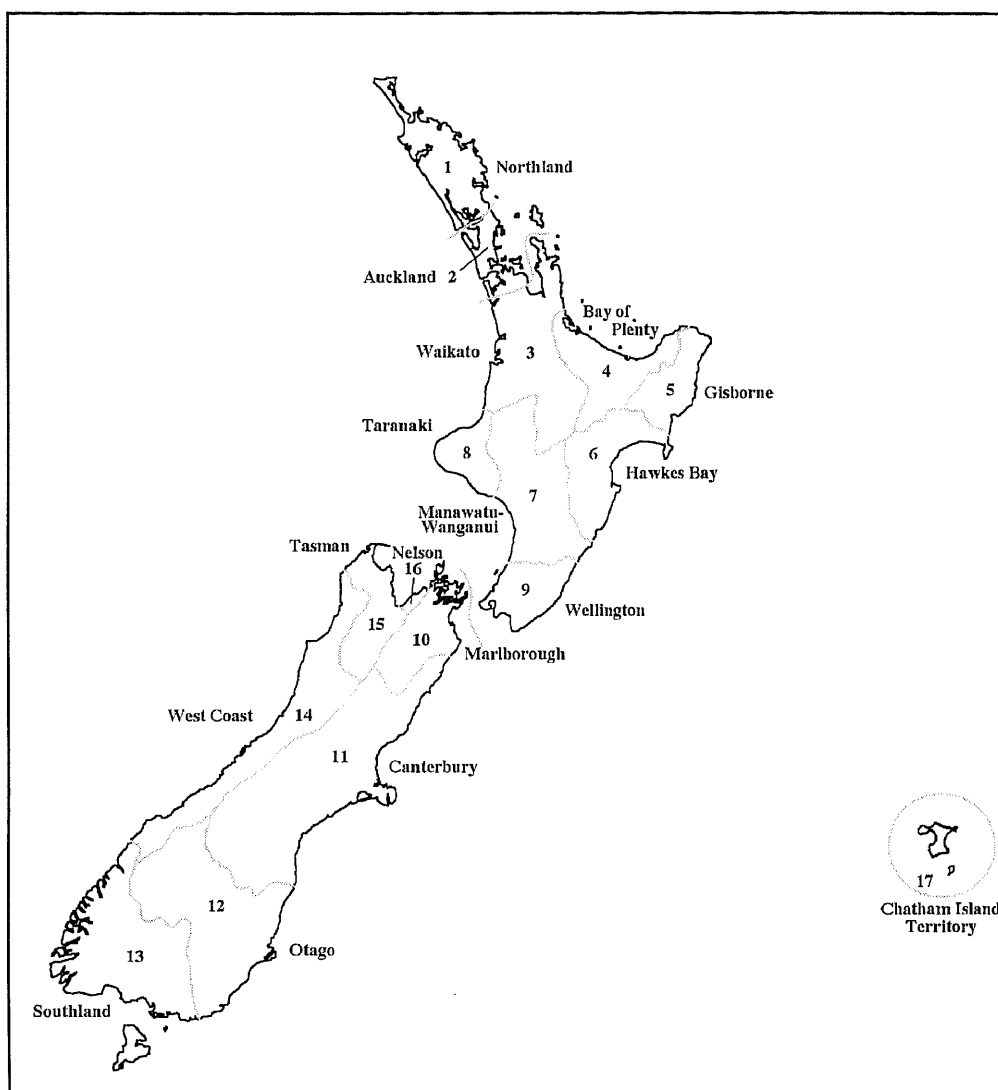 1 Northland
Auckland 2
Bay of
Plenty
Waikato 3
4
5 Gisborne
Taranaki
8
6
Hawkes Bay
7
Manawatu-
Wanganui
Tasman
Nelson
16
9
Wellington
15
10
Marlborough
West Coast
14
11
Canterbury
17
Chatham Island
Territory
12
13
Otago
Southland